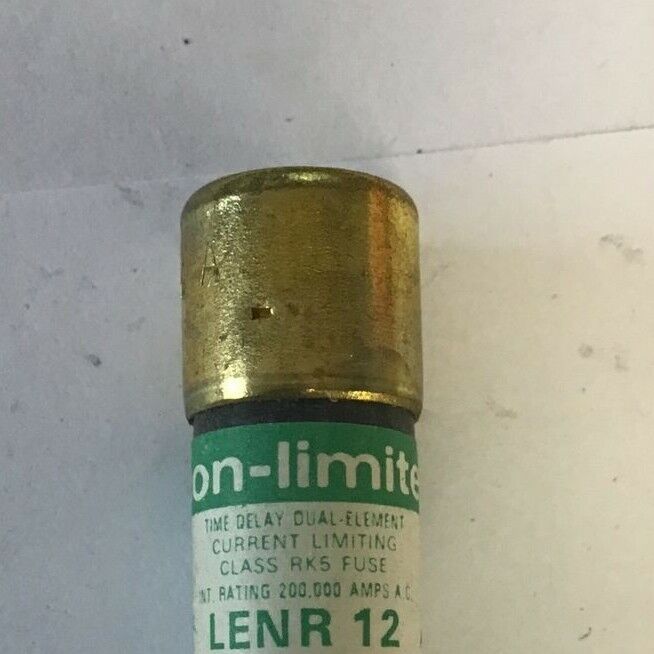 A
on-limite
TIME DELAY DUAL-ELEMENT
CURRENT LIMITING
CLASS RK5 FUSE
INT. RATING 200,000 AMPS A.C.
LENR 12